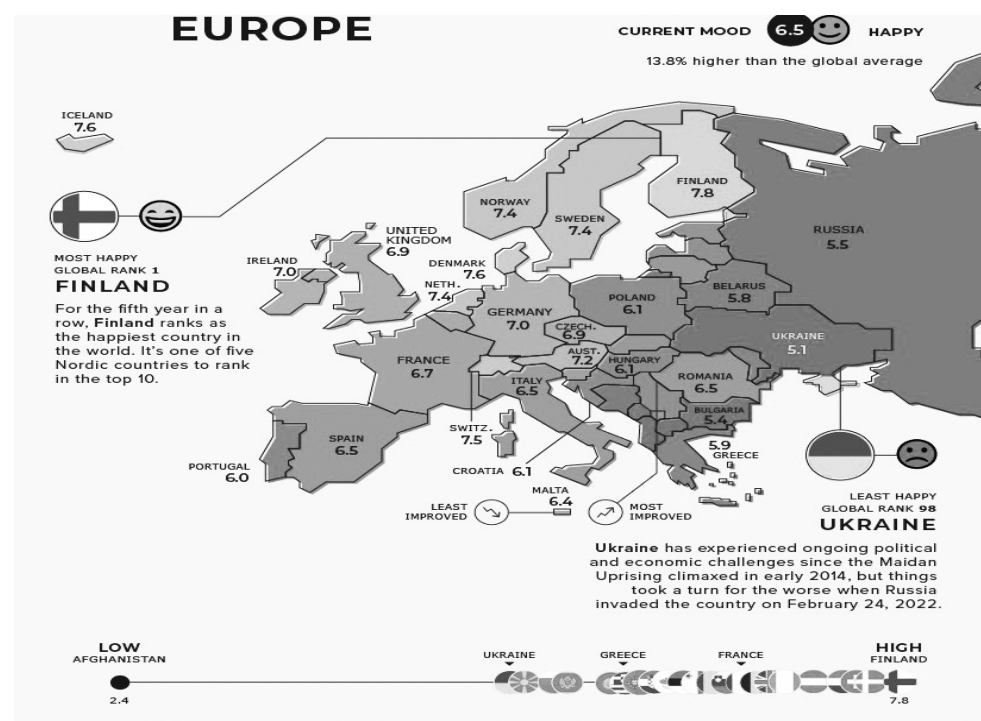 EUROPE
CURRENT MOOD 6.5 HAPPY
13.8% higher than the global average
ICELAND
7.6
MOST HAPPY
GLOBAL RANK 1
FINLAND
For the fifth year in a
row, Finland ranks as
the happiest country in
the world. It's one of five
Nordic countries to rank
in the top 10.
NORWAY
7.4
SWEDEN
7.4
FINLAND
7.8
RUSSIA
5.5
UNITED
KINGDOM
6.9
IRELAND
7.0
DENMARK
7.6
NETH.
7.4
GERMANY
7.0
POLAND
6.1
BELARUS
5.8
UKRAINE
5.1
CZECH.
6.9
AUST.
7.2
HUNGARY
6.1
FRANCE
6.7
ITALY
6.5
ROMANIA
6.5
BULGARIA
5.4
SWITZ.
7.5
SPAIN
6.5
PORTUGAL
6.0
CROATIA 6.1
5.9
GREECE
MALTA
6.4
LEAST
IMPROVED
MOST
IMPROVED
LEAST HAPPY
GLOBAL RANK 98
UKRAINE
Ukraine has experienced ongoing political
and economic challenges since the Maidan
Uprising climaxed in early 2014, but things
took a turn for the worse when Russia
invaded the country on February 24, 2022.
LOW
AFGHANISTAN
2.4
UKRAINE
GREECE
FRANCE
HIGH
FINLAND
7.8